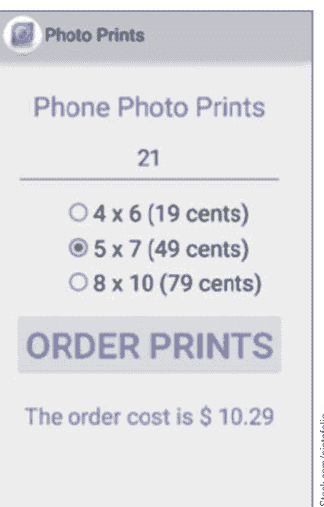 Photo Prints
Phone Photo Prints
21
4 x 6 (19 cents)
5 x 7 (49 cents)
8 x 10 (79 cents)
ORDER PRINTS
The order cost is $ 10.29